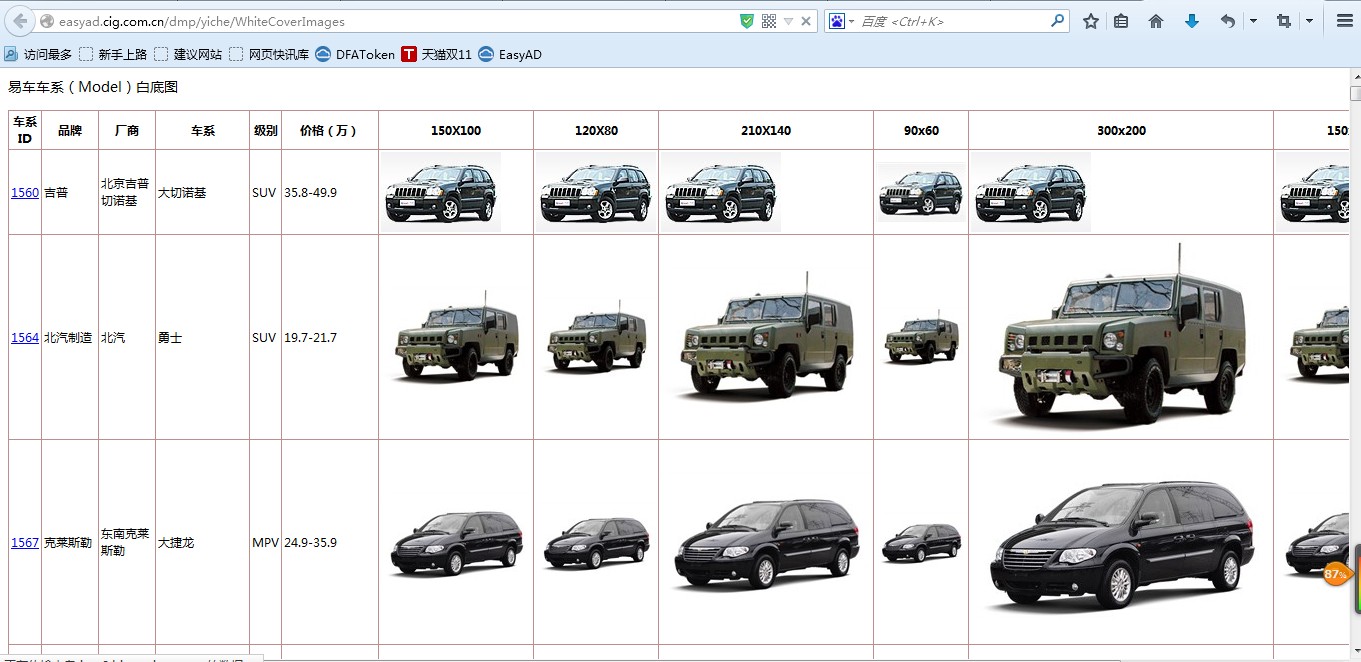 easyad.cig.com.cn/dmp/yiche/WhiteCoverImages
百度 <Ctrl+K>
访问最多 新手上路 建议网站 网页快讯库 DFAToken T 天猫双11 EasyAD
易车车系（Model）白底图
车系ID 品牌 厂商 车系 级别 价格（万） 150X100 120X80 210X140 90x60 300x200 150
1560 吉普 北京吉普切诺基 大切诺基 SUV 35.8-49.9
1564 北汽制造 北汽 勇士 SUV 19.7-21.7
1567 克莱斯勒 东南克莱斯勒 大捷龙 MPV 24.9-35.9
87%